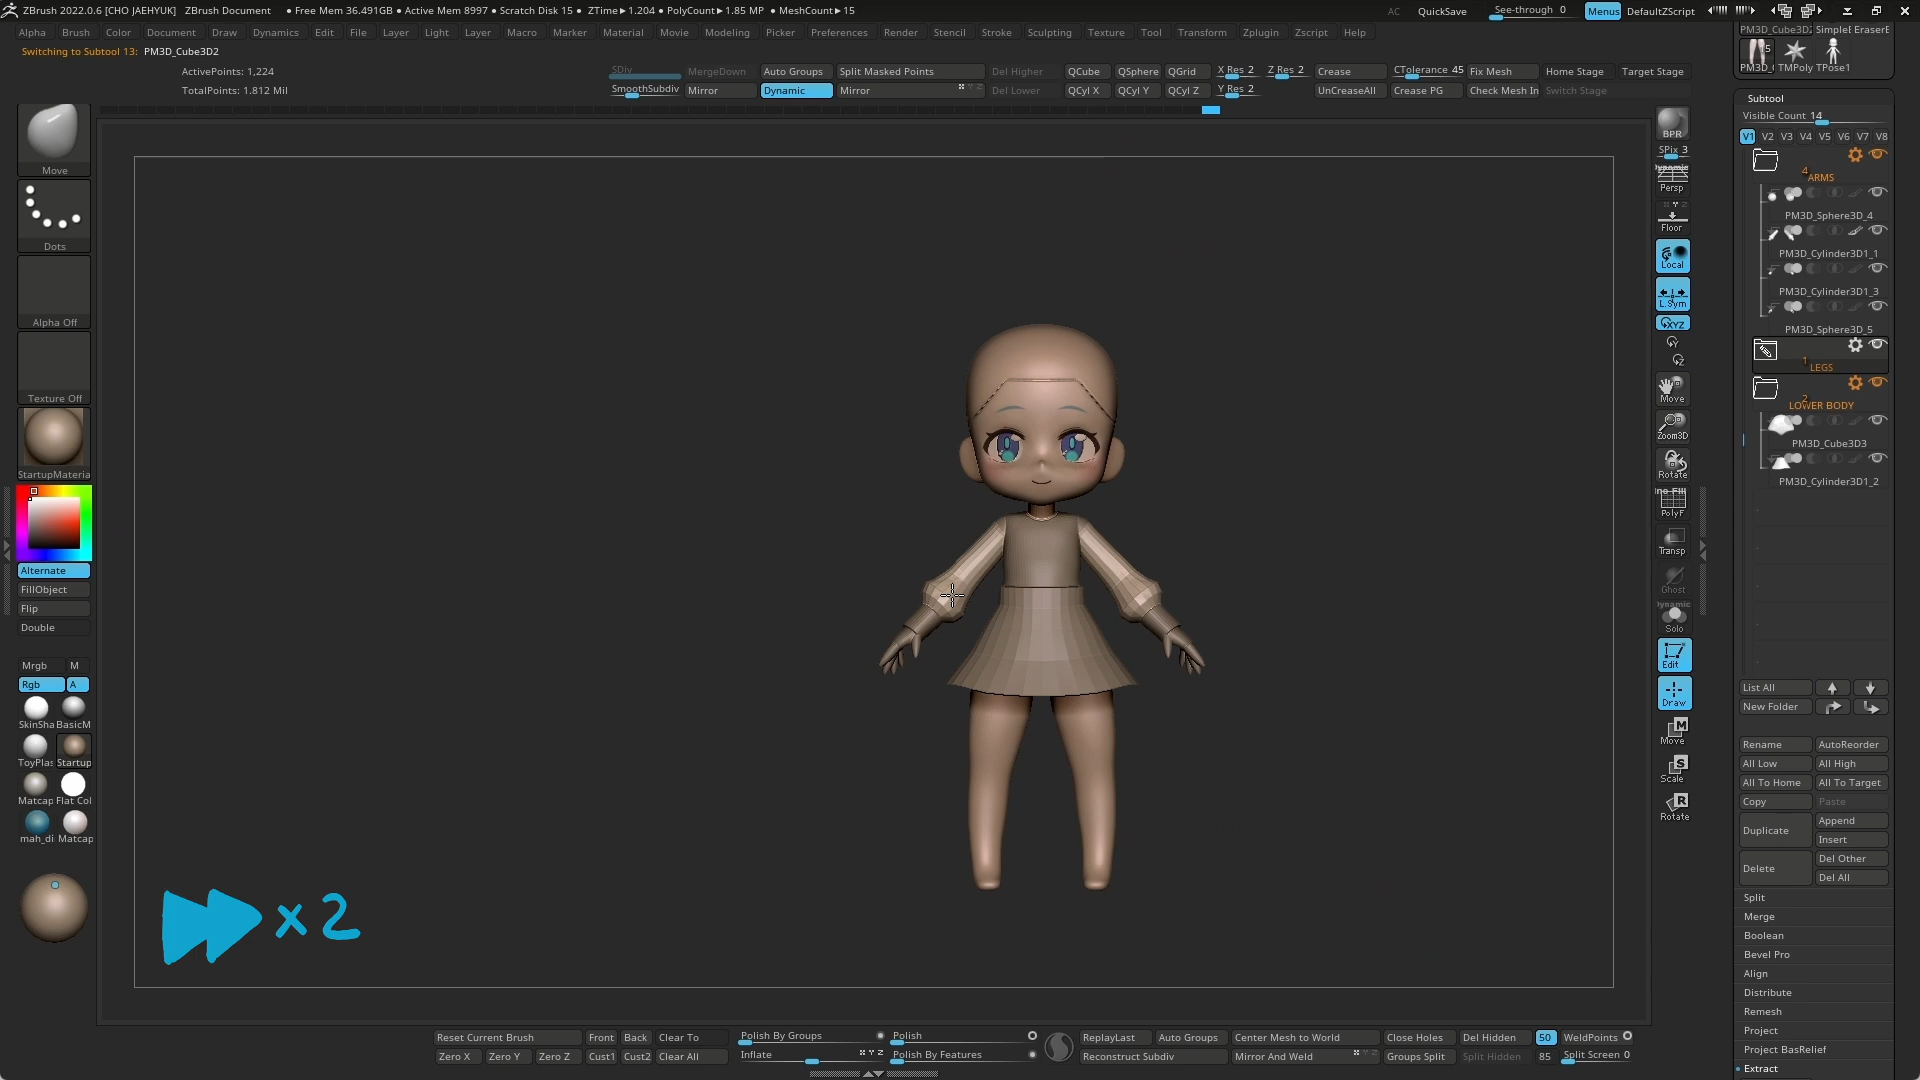 ZBrush 2022.0.6 [CHO JAEHYUK] ZBrush Document • Free Mem 36.491GB • Active Mem 8997 • Scratch Disk 15 • ZTime▸1.204 • PolyCount▸1.85 MP • MeshCount▸15 AC QuickSave See-through 0 Menus DefaultZScript
Alpha Brush Color Document Draw Dynamics Edit File Layer Light Layer Macro Marker Material Movie Modeling Picker Preferences Render Stencil Stroke Sculpting Texture Tool Transform Zplugin Zscript Help
Switching to Subtool 13: PM3D_Cube3D2
ActivePoints: 1,224
TotalPoints: 1.812 Mil
SDiv MergeDown Auto Groups Split Masked Points Del Higher QCube QSphere QGrid X Res 2 Z Res 2 Crease CTolerance 45 Fix Mesh Home Stage Target Stage
SmoothSubdiv Mirror Dynamic Mirror Del Lower QCyl X QCyl Y QCyl Z Y Res 2 UnCreaseAll Crease PG Check Mesh In Switch Stage
Move
Dots
Alpha Off
Texture Off
StartupMateria
Alternate
FillObject
Flip
Double
Mrgb M
Rgb A
SkinSha BasicM
ToyPlas Startup
Matcap Flat Col
mah_di Matcap
x 2
BPR
SPix 3
Dynamic
Persp
Floor
Local
L.Sym
XYZ
Y
Z
Move
Zoom3D
Rotate
PolyF
Transp
Ghost
Dynamic
Solo
Edit
Draw
Move
Scale
Rotate
PM3D_Cube3D2 Simplel EraserE
5
PM3D_( TMPoly TPose1
Subtool
Visible Count 14
V1 V2 V3 V4 V5 V6 V7 V8
4
ARMS
PM3D_Sphere3D_4
PM3D_Cylinder3D1_1
PM3D_Cylinder3D1_3
PM3D_Sphere3D_5
1
LEGS
2
LOWER BODY
PM3D_Cube3D3
PM3D_Cylinder3D1_2
List All
New Folder
Rename AutoReorder
All Low All High
All To Home All To Target
Copy Paste
Duplicate Append
Insert
Delete Del Other
Del All
Split
Merge
Boolean
Bevel Pro
Align
Distribute
Remesh
Project
Project BasRelief
Extract
Reset Current Brush Front Back Clear To Polish By Groups Polish ReplayLast Auto Groups Center Mesh to World Close Holes Del Hidden 50 WeldPoints
Zero X Zero Y Zero Z Cust1 Cust2 Clear All Inflate Polish By Features Reconstruct Subdiv Mirror And Weld Groups Split Split Hidden 85 Split Screen 0